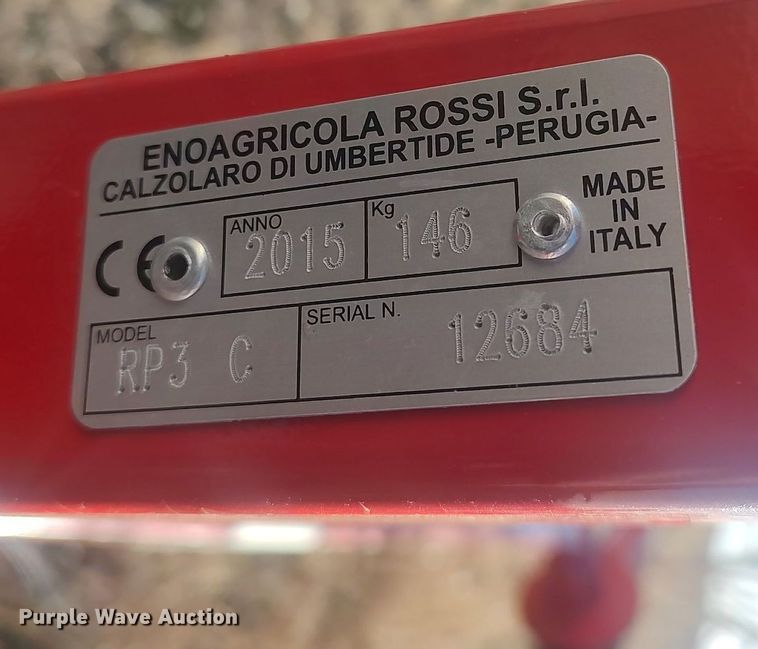 ENOAGRICOLA ROSSI S.r.l.
CALZOLARO DI UMBERTIDE -PERUGIA-
CE
ANNO 2015
Kg 146
MADE
IN
ITALY
MODEL
RP3 C
SERIAL N.
12684
Purple Wave Auction